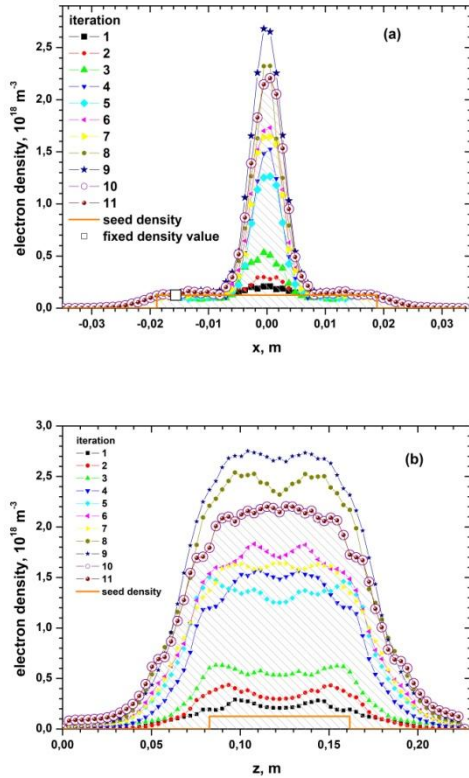 iteration
1
2
3
4
5
6
7
8
9
10
11
seed density
fixed density value
(a)
electron density, 10^18 m^-3
2,5
2,0
1,5
1,0
0,5
0,0
-0,03 -0,02 -0,01 0,00 0,01 0,02 0,03
x, m
(b)
iteration
1
2
3
4
5
6
7
8
9
10
11
seed density
electron density, 10^18 m^-3
3,0
2,5
2,0
1,5
1,0
0,5
0,0
0,00 0,05 0,10 0,15 0,20
z, m